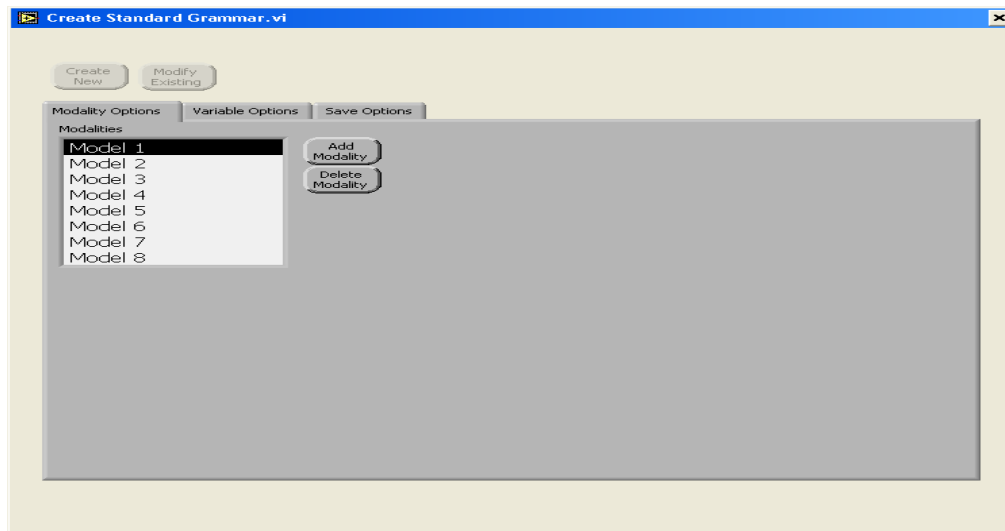 Create Standard Grammar.vi
Create
New
Modify
Existing
Modality Options
Variable Options
Save Options
Modalities
Model 1
Model 2
Model 3
Model 4
Model 5
Model 6
Model 7
Model 8
Add
Modality
Delete
Modality